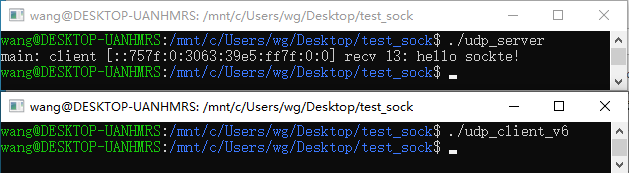 wang@DESKTOP-UANHMRS: /mnt/c/Users/wg/Desktop/test_sock
wang@DESKTOP-UANHMRS:/mnt/c/Users/wg/Desktop/test_sock$ ./udp_server
main: client [::757f:0:3063:39e5:ff7f:0:0] recv 13: hello sockte!
wang@DESKTOP-UANHMRS:/mnt/c/Users/wg/Desktop/test_sock$
wang@DESKTOP-UANHMRS: /mnt/c/Users/wg/Desktop/test_sock
wang@DESKTOP-UANHMRS:/mnt/c/Users/wg/Desktop/test_sock$ ./udp_client_v6
wang@DESKTOP-UANHMRS:/mnt/c/Users/wg/Desktop/test_sock$